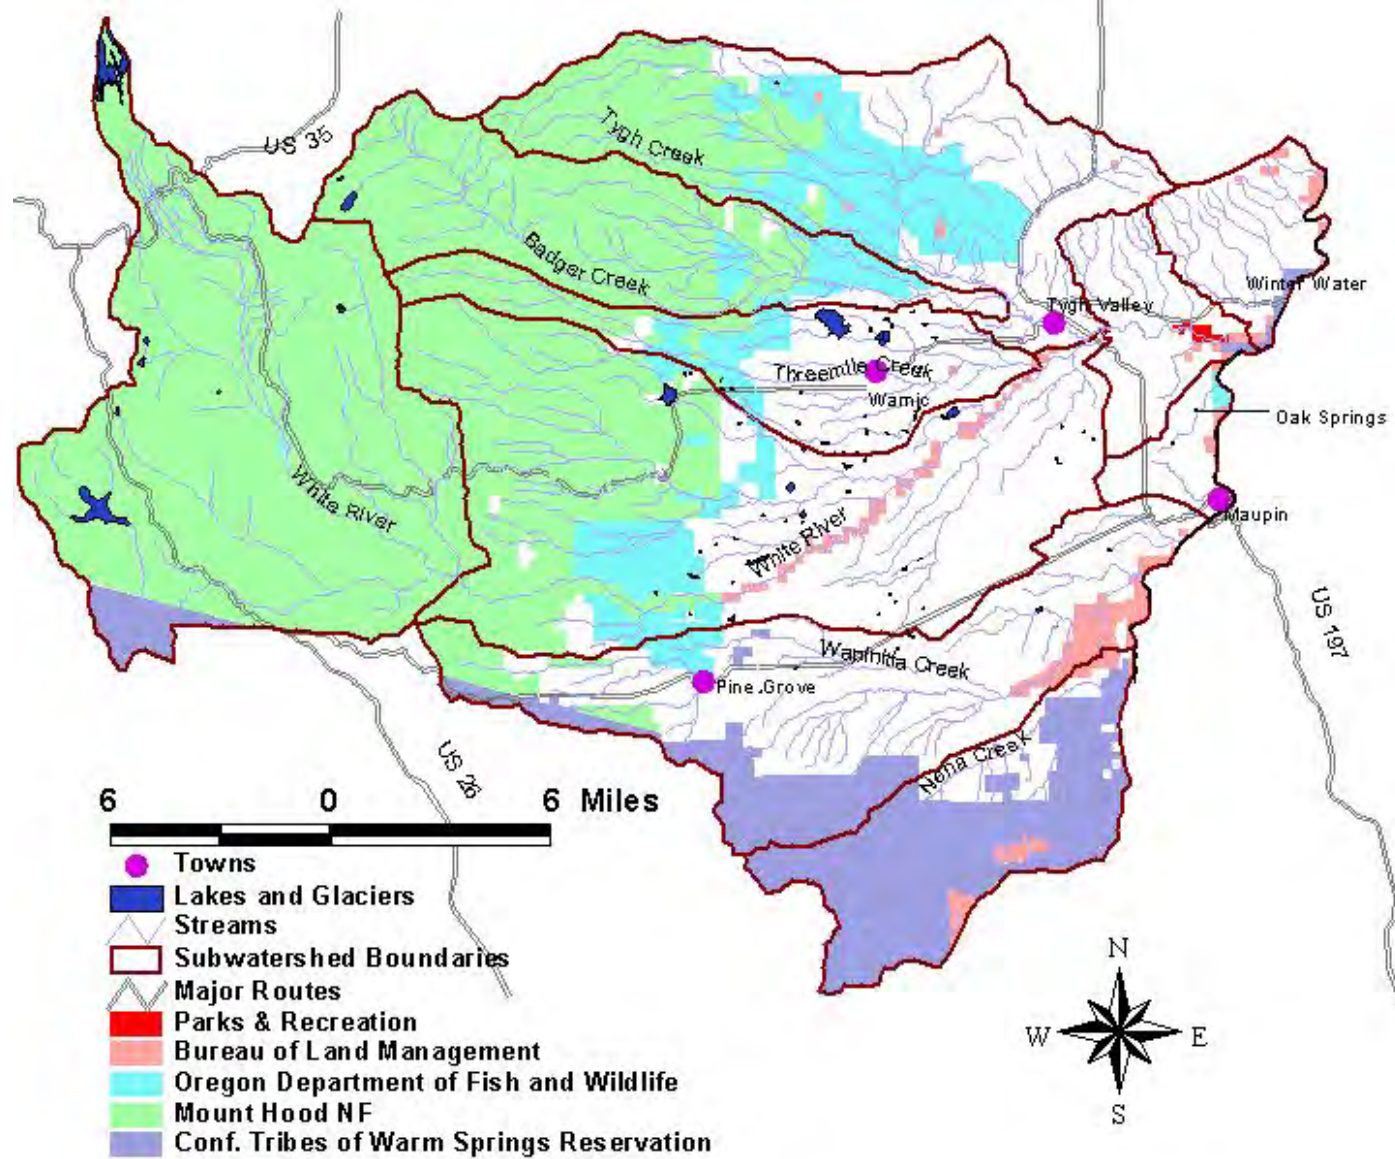 US 35
Tygh Creek
Badger Creek
Winter Water
Tygh Valley
Threemile Creek
Wamic
Oak Springs
White River
Maupin
White River
US 197
Wapinitia Creek
Pine Grove
Nena Creek
US 26
6 0 6 Miles
Towns
Lakes and Glaciers
Streams
Subwatershed Boundaries
Major Routes
Parks & Recreation
Bureau of Land Management
Oregon Department of Fish and Wildlife
Mount Hood NF
Conf. Tribes of Warm Springs Reservation
N
W E
S